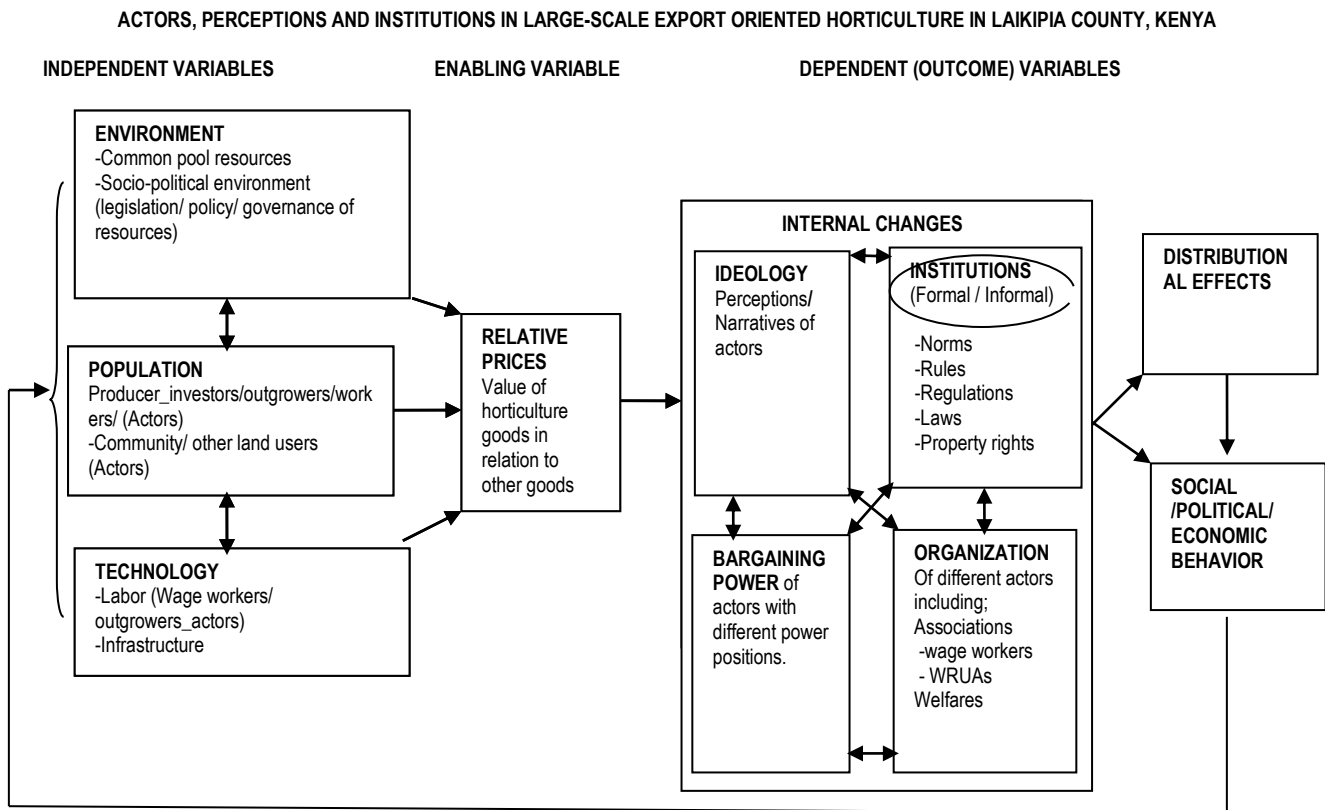 ACTORS, PERCEPTIONS AND INSTITUTIONS IN LARGE-SCALE EXPORT ORIENTED HORTICULTURE IN LAIKIPIA COUNTY, KENYA
INDEPENDENT VARIABLES
ENABLING VARIABLE
DEPENDENT (OUTCOME) VARIABLES
ENVIRONMENT
-Common pool resources
-Socio-political environment
(legislation/ policy/ governance of
resources)
POPULATION
Producer_investors/outgrowers/work
ers/ (Actors)
-Community/ other land users
(Actors)
TECHNOLOGY
-Labor (Wage workers/
outgrowers_actors)
-Infrastructure
RELATIVE
PRICES
Value of
horticulture
goods in
relation to
other goods
INTERNAL CHANGES
IDEOLOGY
Perceptions/
Narratives of
actors
INSTITUTIONS
(Formal / Informal)
-Norms
-Rules
-Regulations
-Laws
-Property rights
BARGAINING
POWER of
actors with
different power
positions.
ORGANIZATION
Of different actors
including;
Associations
-wage workers
- WRUAs
Welfares
DISTRIBUTION
AL EFFECTS
SOCIAL
/POLITICAL/
ECONOMIC
BEHAVIOR